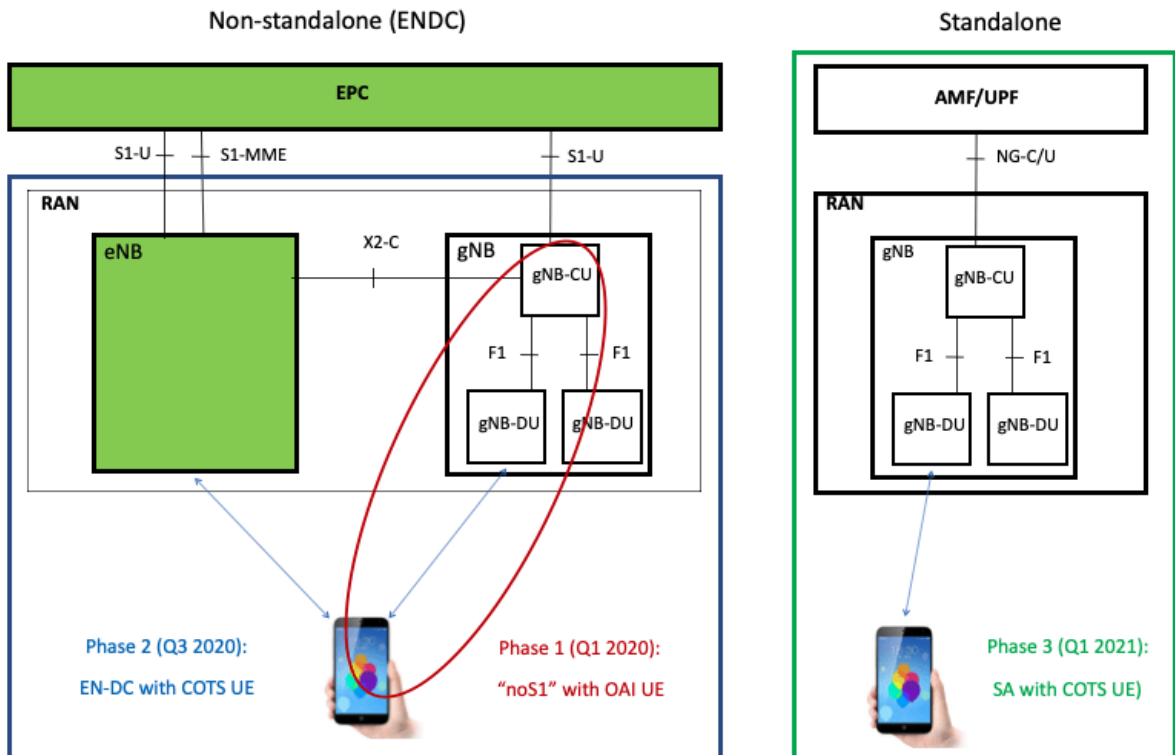 Non-standalone (ENDC)
Standalone
EPC
AMF/UPF
S1-U
S1-MME
S1-U
NG-C/U
RAN
RAN
eNB
X2-C
gNB
gNB-CU
gNB
gNB-CU
F1
F1
F1
F1
gNB-DU
gNB-DU
gNB-DU
gNB-DU
Phase 2 (Q3 2020):
EN-DC with COTS UE
Phase 1 (Q1 2020):
“noS1” with OAI UE
Phase 3 (Q1 2021):
SA with COTS UE)